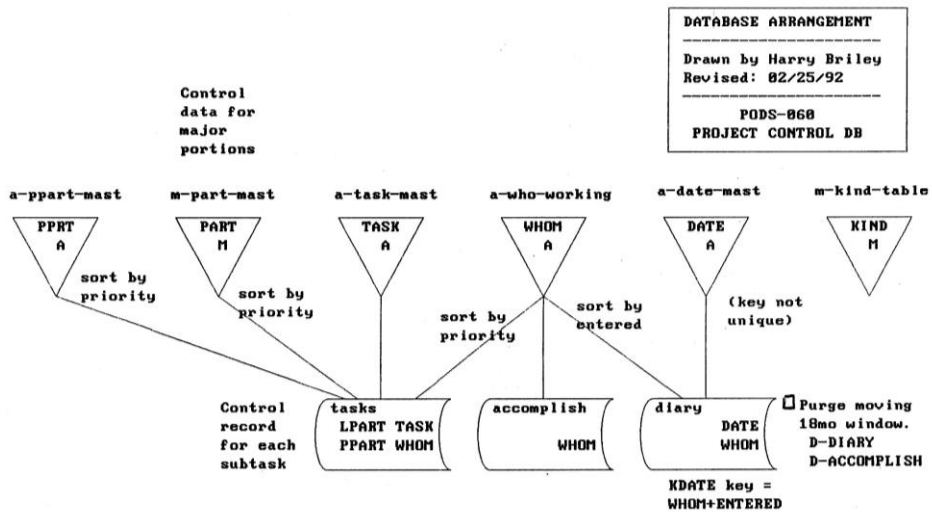 DATABASE ARRANGEMENT
Drawn by Harry Briley
Revised: 02/25/92
PODS-060
PROJECT CONTROL DB
Control
data for
major
portions
a-ppart-mast
m-part-mast
a-task-mast
a-who-working
a-date-mast
m-kind-table
PPRT
A
PART
M
TASK
A
WHOM
A
DATE
A
KIND
M
sort by
priority
sort by
priority
sort by
priority
sort by
entered
(key not
unique)
Control
record
for each
subtask
tasks
LPART TASK
PPART WHOM
accomplish
WHOM
diary
DATE
WHOM
Purge moving
18mo window.
D-DIARY
D-ACCOMPLISH
KDATE key =
WHOM+ENTERED